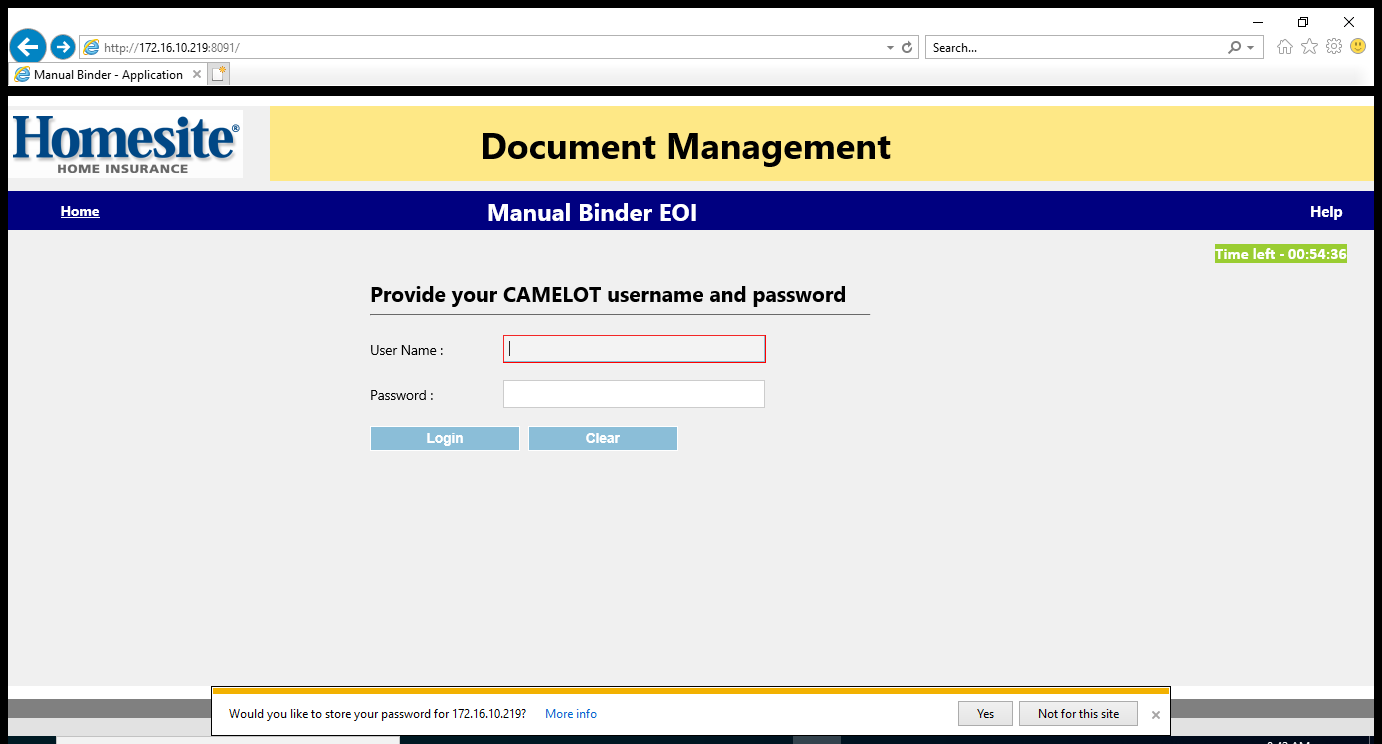 http://172.16.10.219:8091/
Search...
Manual Binder - Application
Homesite®
HOME INSURANCE
Document Management
Home
Manual Binder EOI
Help
Time left - 00:54:36
Provide your CAMELOT username and password
User Name :
Password :
Login
Clear
Would you like to store your password for 172.16.10.219?
More info
Yes
Not for this site